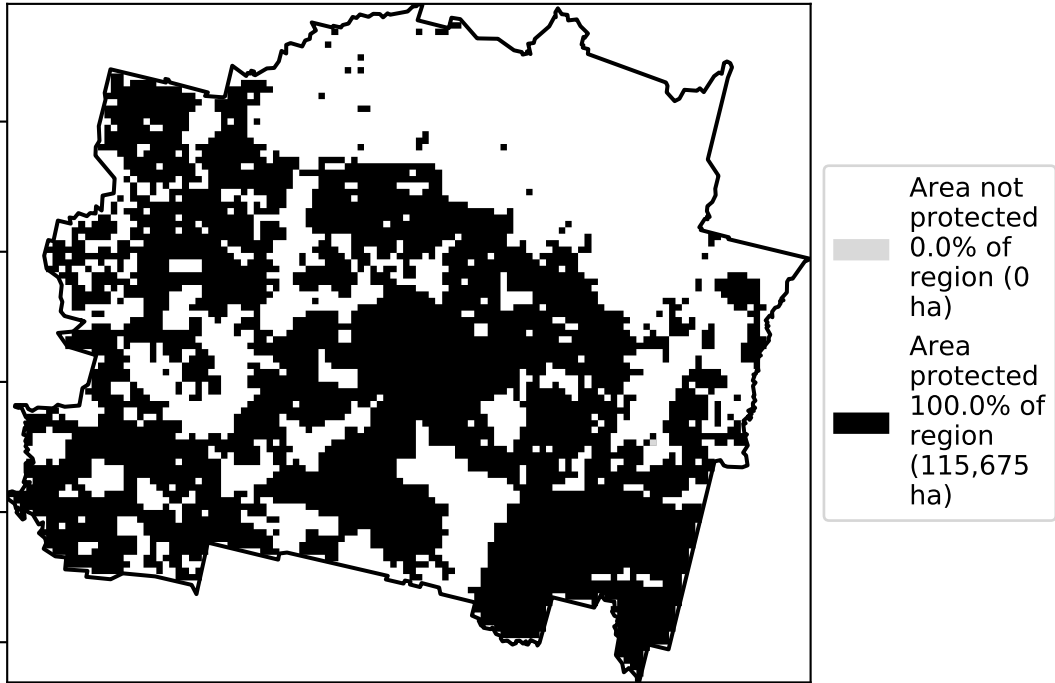 Area not
protected
0.0% of
region (0
ha)
Area
protected
100.0% of
region
(115,675
ha)